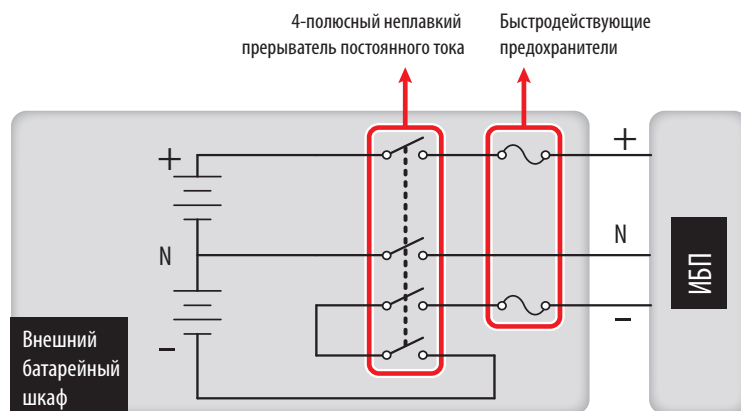 4-полюсный неплавкий
прерыватель постоянного тока
Быстродействующие
предохранители
+
+
N
N
ИБП
–
–
Внешний
батарейный
шкаф